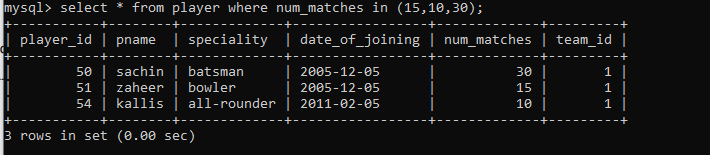 mysql> select * from player where num_matches in (15,10,30);
+-----------+--------+-------------+-----------------+-------------+---------+
| player_id | pname  | speciality  | date_of_joining | num_matches | team_id |
+-----------+--------+-------------+-----------------+-------------+---------+
|        50 | sachin | batsman     | 2005-12-05      |          30 |       1 |
|        51 | zaheer | bowler      | 2005-12-05      |          15 |       1 |
|        54 | kallis | all-rounder | 2011-02-05      |          10 |       1 |
+-----------+--------+-------------+-----------------+-------------+---------+
3 rows in set (0.00 sec)